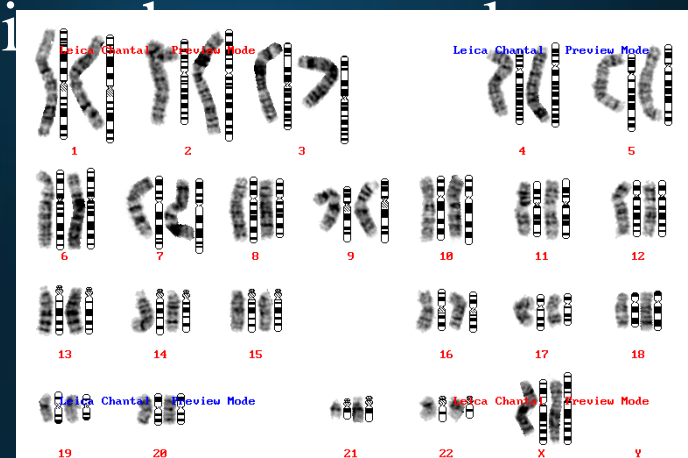 Leica Chantal Preview Mode Leica Chantal Preview Mode
1 2 3 4 5
6 7 8 9 10 11 12
13 14 15 16 17 18
Leica Chantal Preview Mode Leica Chantal Preview Mode
19 20 21 22 X Y